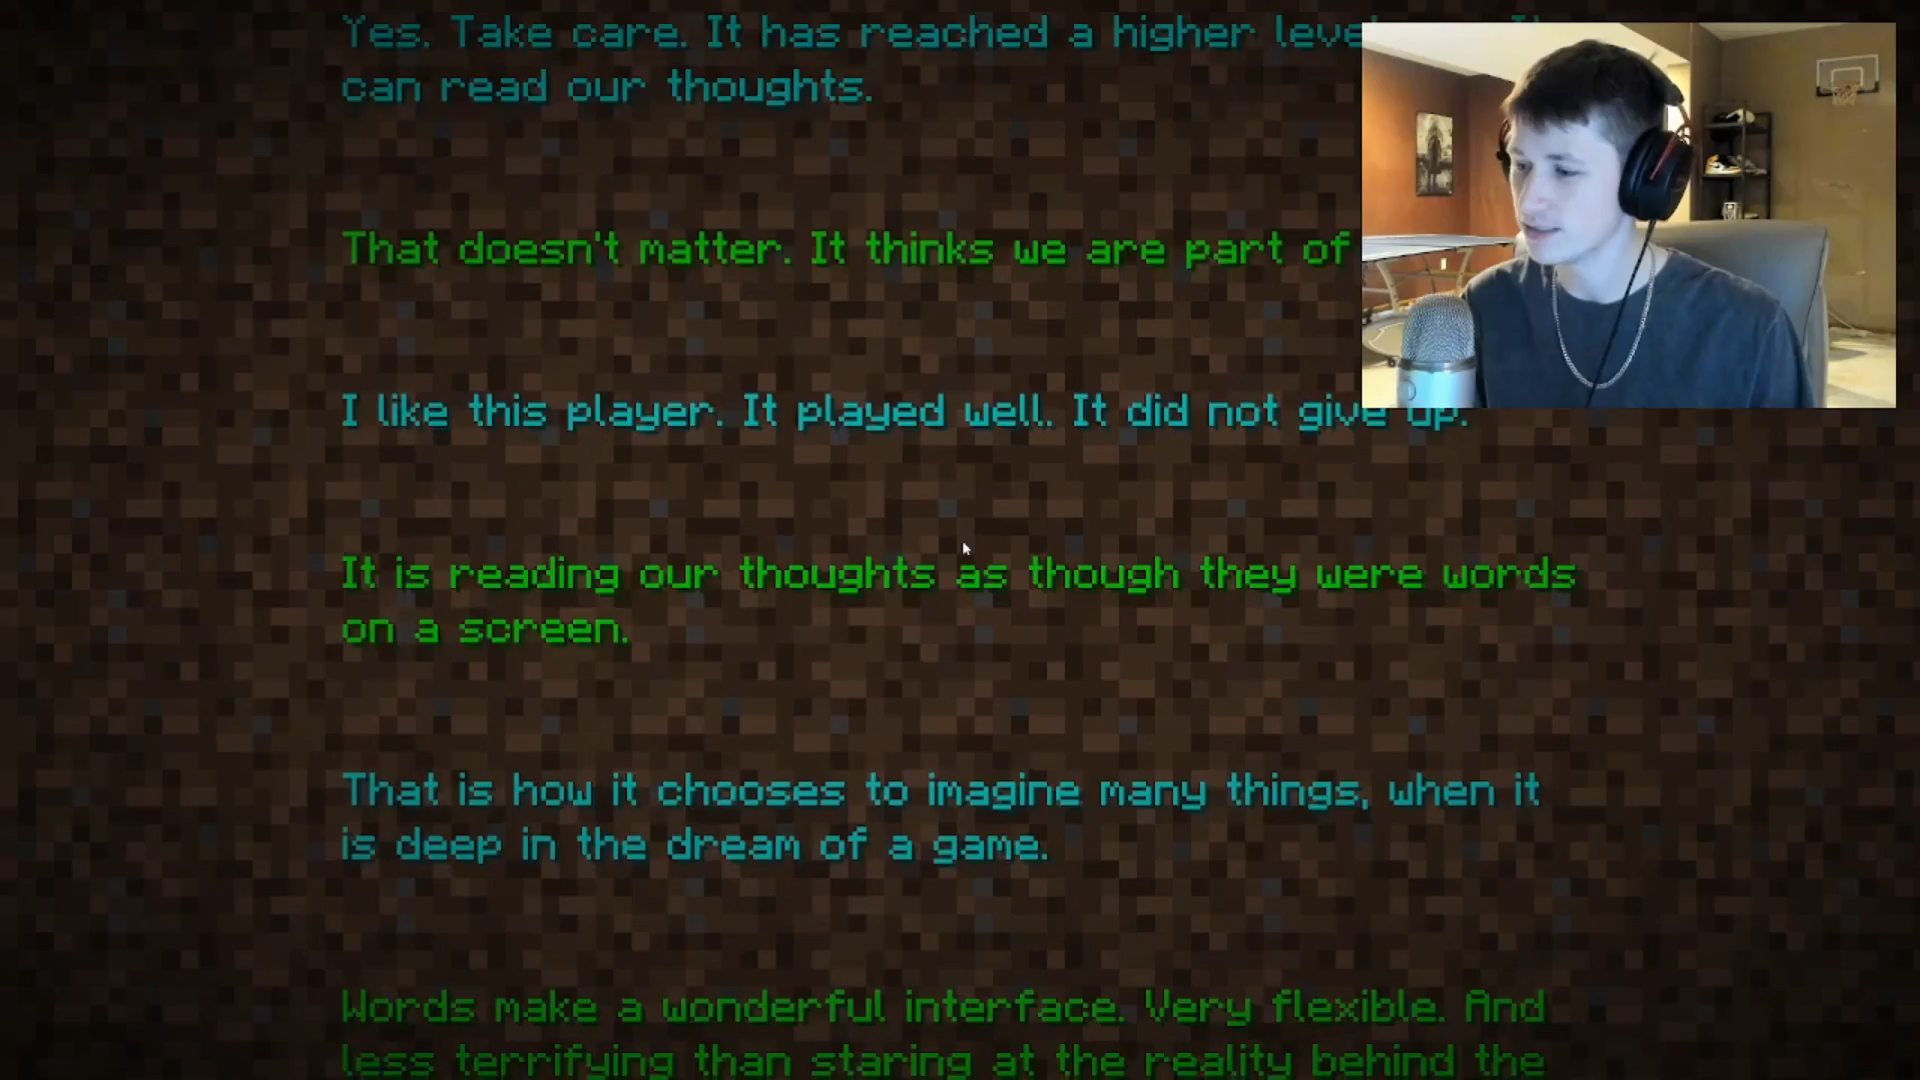 Yes. Take care. It has reached a higher leve
can read our thoughts.
That doesn't matter. It thinks we are part of
I like this player. It played well. It did not give up.
It is reading our thoughts as though they were words
on a screen.
That is how it chooses to imagine many things, when it
is deep in the dream of a game.
Words make a wonderful interface. Very flexible. And
less terrifying than staring at the reality behind the